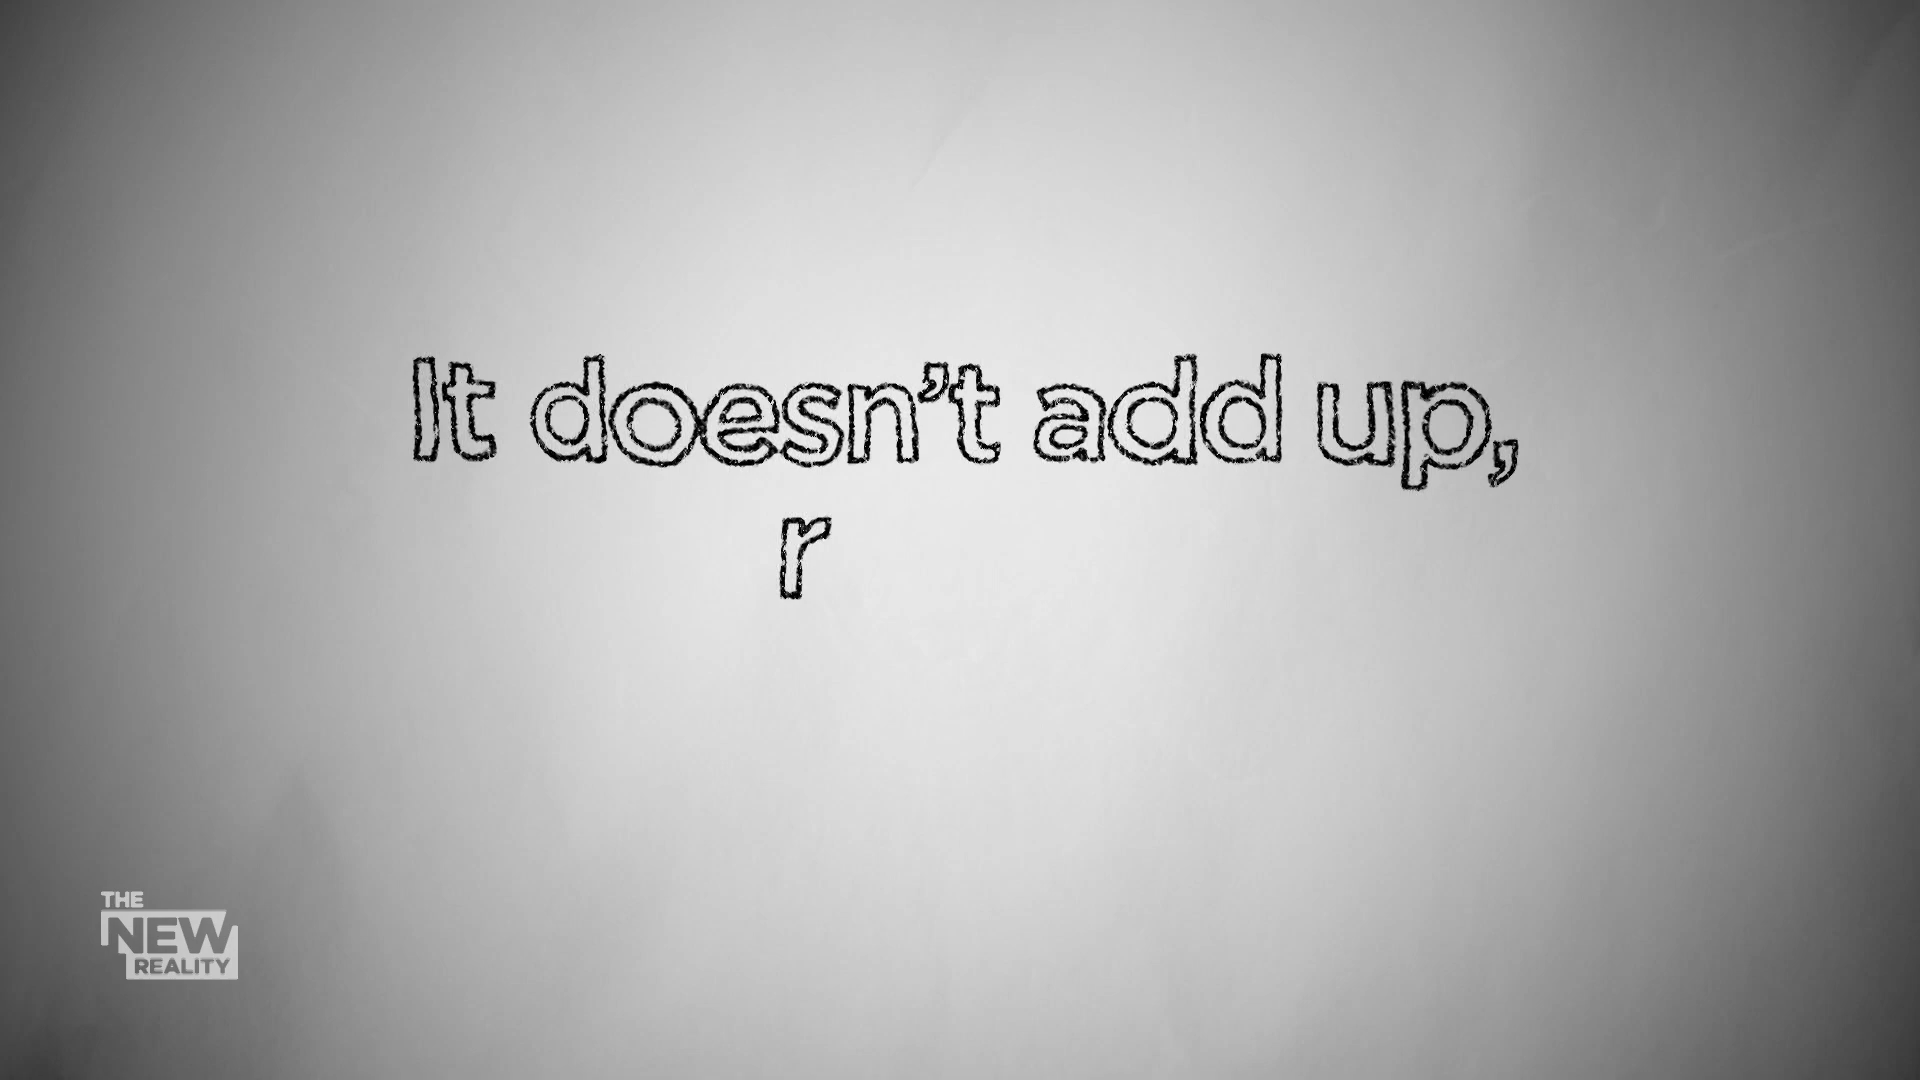 It doesn’t add up,
r
THE
NEW
REALITY